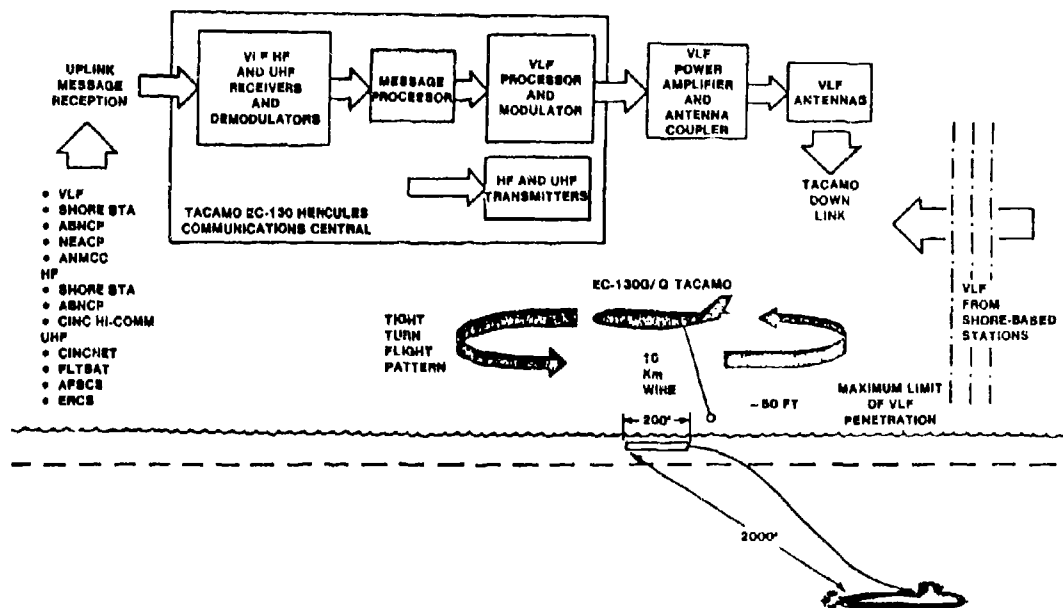 UPLINK
MESSAGE
RECEPTION
VLF HF
AND UHF
RECEIVERS
AND
DEMODULATORS
MESSAGE
PROCESSOR
VLF
PROCESSOR
AND
MODULATOR
VLF
POWER
AMPLIFIER
AND
ANTENNA
COUPLER
VLF
ANTENNAS
HF AND UHF
TRANSMITTERS
TACAMO EC-130 HERCULES
COMMUNICATIONS CENTRAL
TACAMO
DOWN
LINK
• VLF
• SHORE STA
• ABNCP
• NEACP
• ANMCC
HF
• SHORE STA
• ABNCP
• CINC HI-COMM
UHF
• CINCNET
• FLTSAT
• AFSCS
• ERCS
TIGHT
TURN
FLIGHT
PATTERN
EC-130G/Q TACAMO
10
Km
WIRE
200'
~50 FT
MAXIMUM LIMIT
OF VLF
PENETRATION
VLF
FROM
SHORE-BASED
STATIONS
2000'